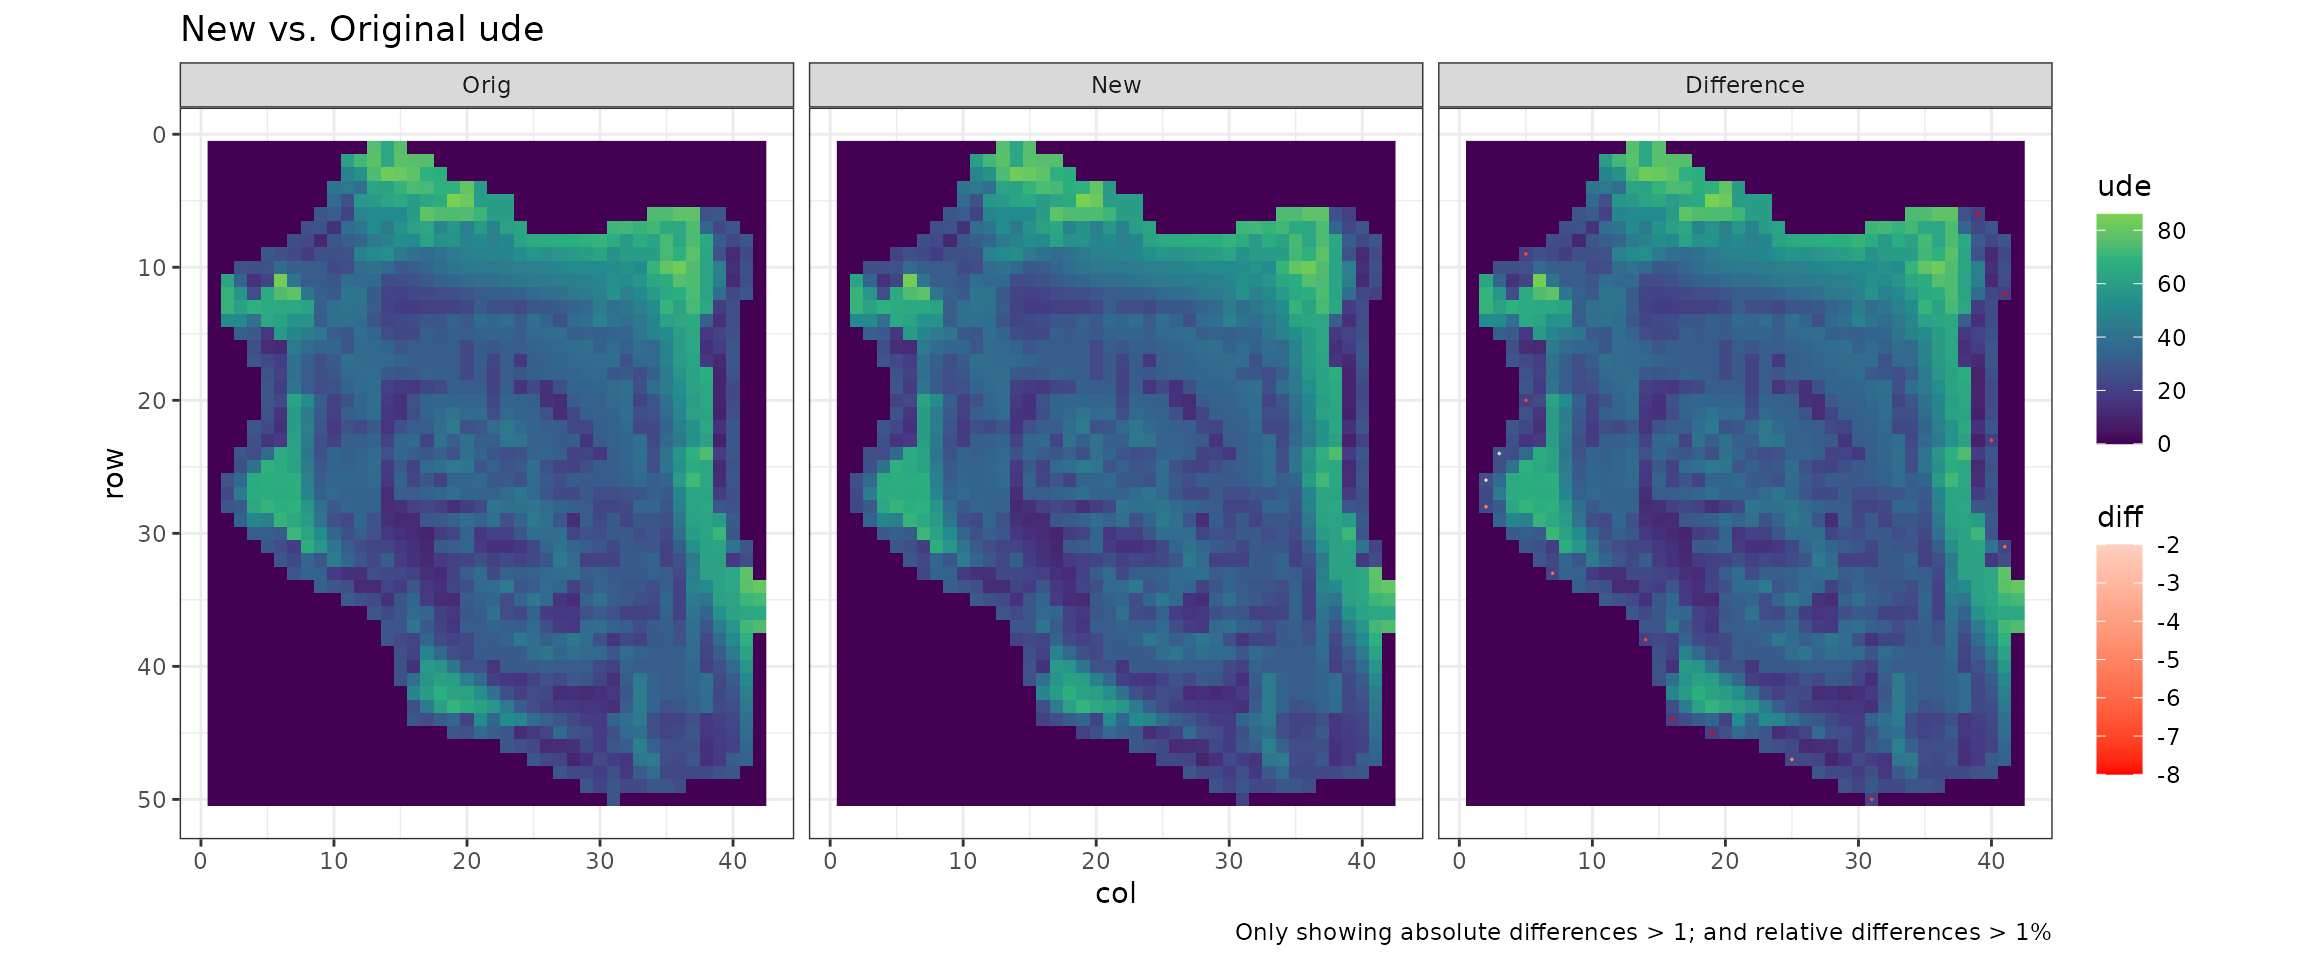 New vs. Original ude
Orig
New
Difference
0
10
20
30
40
50
row
0 10 20 30 40
0 10 20 30 40
0 10 20 30 40
col
ude
80
60
40
20
0
diff
-2
-3
-4
-5
-6
-7
-8
Only showing absolute differences > 1; and relative differences > 1%